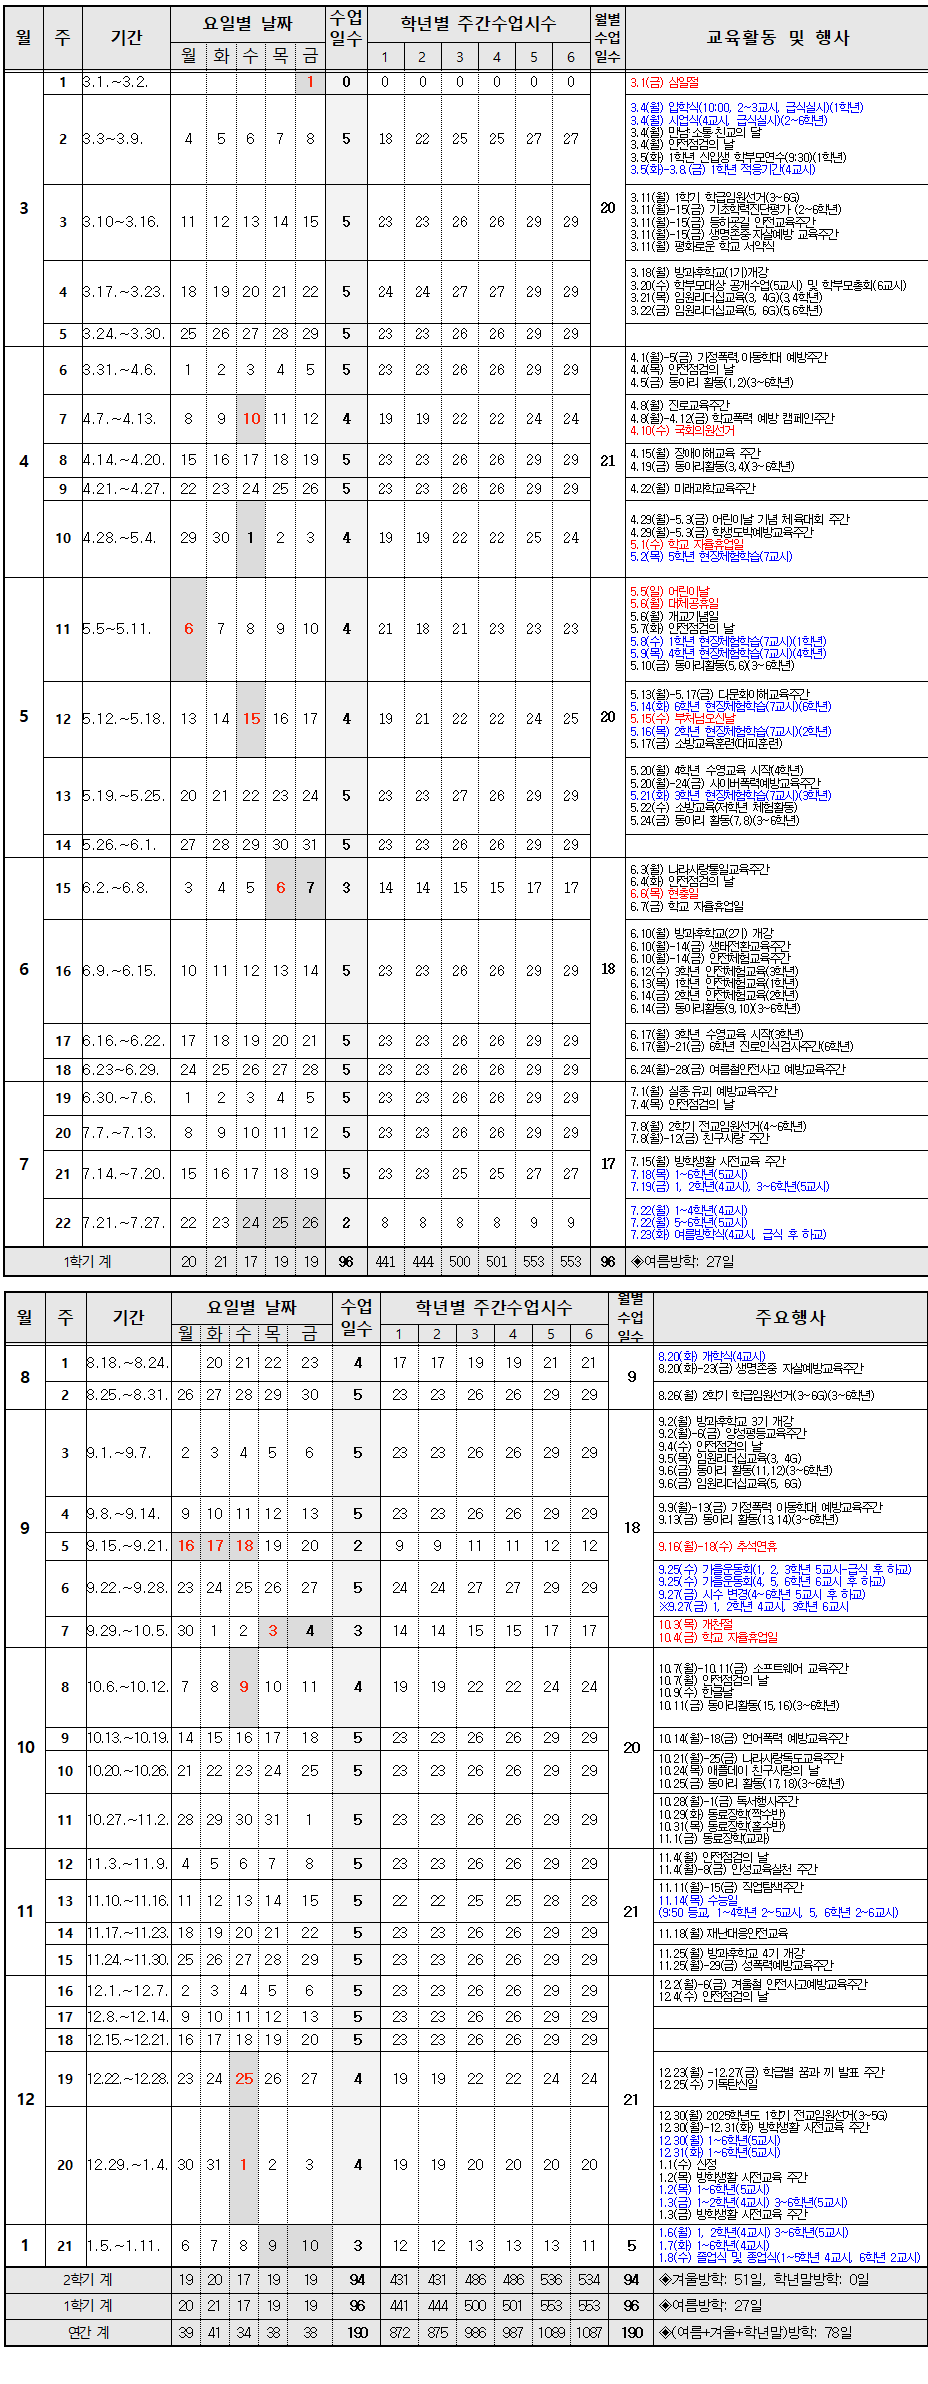 월 주 기간 요일별 날짜 수업일수 학년별 주간수업시수 월별수업일수 교육활동 및 행사
월 화 수 목 금 1 2 3 4 5 6
3 1 3.1.~3.2. 1 0 0 0 0 0 0 0 20 3.1(금) 삼일절
2 3.3~3.9. 4 5 6 7 8 5 18 22 25 25 27 27
3.4(월) 입학식(10:00, 2~3교시, 급식실시)(1학년)
3.4(월) 시업식(4교시, 급식실시)(2~6학년)
3.4(월) 만남 소통 친교의 달
3.4(월) 안전점검의 날
3.5(화) 1학년 신입생 학부모연수(9:30)(1학년)
3.5(화)-3.8.(금) 1학년 적응기간(4교시)
3 3.10~3.16. 11 12 13 14 15 5 23 23 26 26 29 29
3.11(월) 1학기 학급임원선거(3~6G)
3.11(월)-15(금) 기초학력진단평가 (2~6학년)
3.11(월)-15(금) 등하굣길 안전교육주간
3.11(월)-15(금) 생명존중 자살예방 교육주간
3.11(월) 평화로운 학교 서약식
4 3.17.~3.23. 18 19 20 21 22 5 24 24 27 27 29 29
3.18(월) 방과후학교(1기)개강
3.20(수) 학부모대상 공개수업(5교시) 및 학부모총회(6교시)
3.21(목) 임원리더십교육(3, 4G)(3,4학년)
3.22(금) 임원리더십교육(5, 6G)(5,6학년)
5 3.24.~3.30. 25 26 27 28 29 5 23 23 26 26 29 29
4 6 3.31.~4.6. 1 2 3 4 5 5 23 23 26 26 29 29 21
4.1(월)-5(금) 가정폭력,아동학대 예방주간
4.4(목) 안전점검의 날
4.5(금) 동아리 활동(1,2)(3~6학년)
7 4.7.~4.13. 8 9 10 11 12 4 19 19 22 22 24 24
4.8(월) 진로교육주간
4.8(월)-4.12(금) 학교폭력 예방 캠페인주간
4.10(수) 국회의원선거
8 4.14.~4.20. 15 16 17 18 19 5 23 23 26 26 29 29
4.15(월) 장애이해교육 주간
4.19(금) 동아리활동(3,4)(3~6학년)
9 4.21.~4.27. 22 23 24 25 26 5 23 23 26 26 29 29 4.22(월) 미래과학교육주간
10 4.28.~5.4. 29 30 1 2 3 4 19 19 22 22 25 24
4.29(월)-5.3(금) 어린이날 기념 체육대회 주간
4.29(월)-5.3(금) 학생도박예방교육주간
5.1(수) 학교 자율휴업일
5.2(목) 5학년 현장체험학습(7교시)
5 11 5.5~5.11. 6 7 8 9 10 4 21 18 21 23 23 23 20
5.5(일) 어린이날
5.6(월) 대체공휴일
5.6(월) 개교기념일
5.7(화) 안전점검의 날
5.8(수) 1학년 현장체험학습(7교시)(1학년)
5.9(목) 4학년 현장체험학습(7교시)(4학년)
5.10(금) 동아리활동(5,6)(3~6학년)
12 5.12.~5.18. 13 14 15 16 17 4 19 21 22 22 24 25
5.13(월)-5.17(금) 다문화이해교육주간
5.14(화) 6학년 현장체험학습(7교시)(6학년)
5.15(수) 부처님오신날
5.16(목) 2학년 현장체험학습(7교시)(2학년)
5.17(금) 소방교육훈련(대피훈련)
13 5.19.~5.25. 20 21 22 23 24 5 23 23 27 26 29 29
5.20(월) 4학년 수영교육 시작(4학년)
5.20(월)-24(금) 사이버폭력예방교육주간
5.21(화) 3학년 현장체험학습(7교시)(3학년)
5.22(수) 소방교육(저학년 체험활동)
5.24(금) 동아리 활동(7,8)(3~6학년)
14 5.26.~6.1. 27 28 29 30 31 5 23 23 26 26 29 29
6 15 6.2.~6.8. 3 4 5 6 7 3 14 14 15 15 17 17 18
6.3(월) 나라사랑통일교육주간
6.4(화) 안전점검의 날
6.6(목) 현충일
6.7(금) 학교 자율휴업일
16 6.9.~6.15. 10 11 12 13 14 5 23 23 26 26 29 29
6.10(월) 방과후학교(2기) 개강
6.10(월)-14(금) 생태전환교육주간
6.10(월)-14(금) 안전체험교육주간
6.12(수) 3학년 안전체험교육(3학년)
6.13(목) 1학년 안전체험교육(1학년)
6.14(금) 2학년 안전체험교육(2학년)
6.14(금) 동아리활동(9,10)(3~6학년)
17 6.16.~6.22. 17 18 19 20 21 5 23 23 26 26 29 29
6.17(월) 3학년 수영교육 시작(3학년)
6.17(월)-21(금) 6학년 진로인식검사주간(6학년)
18 6.23~6.29. 24 25 26 27 28 5 23 23 26 26 29 29 6.24(월)-28(금) 여름철안전사고 예방교육주간
7 19 6.30.~7.6. 1 2 3 4 5 5 23 23 26 26 29 29 17
7.1(월) 실종 유괴 예방교육주간
7.4(목) 안전점검의 날
20 7.7.~7.13. 8 9 10 11 12 5 23 23 26 26 29 29
7.8(월) 2학기 전교임원선거(4~6학년)
7.8(월)-12(금) 친구사랑 주간
21 7.14.~7.20. 15 16 17 18 19 5 23 23 25 25 27 27
7.15(월) 방학생활 사전교육 주간
7.18(목) 1~6학년(5교시)
7.19(금) 1, 2학년(4교시), 3~6학년(5교시)
22 7.21.~7.27. 22 23 24 25 26 2 8 8 8 8 9 9
7.22(월) 1~4학년(4교시)
7.22(월) 5~6학년(5교시)
7.23(화) 여름방학식(4교시, 급식 후 하교)
1학기 계 20 21 17 19 19 96 441 444 500 501 553 553 96 ◈여름방학: 27일
월 주 기간 요일별 날짜 수업일수 학년별 주간수업시수 월별수업일수 주요행사
월 화 수 목 금 1 2 3 4 5 6
8 1 8.18.~8.24. 20 21 22 23 4 17 17 19 19 21 21 9
8.20(화) 개학식(4교시)
8.20(화)-23(금) 생명존중 자살예방교육주간
2 8.25.~8.31. 26 27 28 29 30 5 23 23 26 26 29 29 8.26(월) 2학기 학급임원선거(3~6G)(3~6학년)
9 3 9.1.~9.7. 2 3 4 5 6 5 23 23 26 26 29 29 18
9.2(월) 방과후학교 3기 개강
9.2(월)-6(금) 양성평등교육주간
9.4(수) 안전점검의 날
9.5(목) 임원리더십교육(3, 4G)
9.6(금) 동아리 활동(11,12)(3~6학년)
9.6(금) 임원리더십교육(5, 6G)
4 9.8.~9.14. 9 10 11 12 13 5 23 23 26 26 29 29
9.9(월)-13(금) 가정폭력 아동학대 예방교육주간
9.13(금) 동아리 활동(13,14)(3~6학년)
5 9.15.~9.21. 16 17 18 19 20 2 9 9 11 11 12 12 9.16(월)-18(수) 추석연휴
6 9.22.~9.28. 23 24 25 26 27 5 24 24 27 27 29 29
9.25(수) 가을운동회(1, 2, 3학년 5교시-급식 후 하교)
9.25(수) 가을운동회(4, 5, 6학년 6교시 후 하교)
9.27(금) 시수 변경(4~6학년 5교시 후 하교)
※9.27(금) 1, 2학년 4교시, 3학년 6교시
7 9.29.~10.5. 30 1 2 3 4 3 14 14 15 15 17 17
10.3(목) 개천절
10.4(금) 학교 자율휴업일
10 8 10.6.~10.12. 7 8 9 10 11 4 19 19 22 22 24 24 20
10.7(월)-10.11(금) 소프트웨어 교육주간
10.7(월) 안전점검의 날
10.9(수) 한글날
10.11(금) 동아리활동(15,16)(3~6학년)
9 10.13.~10.19. 14 15 16 17 18 5 23 23 26 26 29 29 10.14(월)-18(금) 언어폭력 예방교육주간
10 10.20.~10.26. 21 22 23 24 25 5 23 23 26 26 29 29
10.21(월)-25(금) 나라사랑독도교육주간
10.24(목) 애플데이 친구사랑의 날
10.25(금) 동아리 활동(17,18)(3~6학년)
11 10.27.~11.2. 28 29 30 31 1 5 23 23 26 26 29 29
10.28(월)-1(금) 독서행사주간
10.29(화) 동료장학(짝수반)
10.31(목) 동료장학(홀수반)
11.1(금) 동료장학(교과)
11 12 11.3.~11.9. 4 5 6 7 8 5 23 23 26 26 29 29 21
11.4(월) 안전점검의 날
11.4(월)-8(금) 인성교육실천 주간
13 11.10.~11.16. 11 12 13 14 15 5 22 22 25 25 28 28
11.11(월)-15(금) 직업탐색주간
11.14(목) 수능일
(9:50 등교, 1~4학년 2~5교시, 5, 6학년 2~6교시)
14 11.17.~11.23. 18 19 20 21 22 5 23 23 26 26 29 29 11.18(월) 재난대응안전교육
15 11.24.~11.30. 25 26 27 28 29 5 23 23 26 26 29 29
11.25(월) 방과후학교 4기 개강
11.25(월)-29(금) 성폭력예방교육주간
12 16 12.1.~12.7. 2 3 4 5 6 5 23 23 26 26 29 29 21
12.2(월)-6(금) 겨울철 안전사고예방교육주간
12.4(수) 안전점검의 날
17 12.8.~12.14. 9 10 11 12 13 5 23 23 26 26 29 29
18 12.15.~12.21. 16 17 18 19 20 5 23 23 26 26 29 29
19 12.22.~12.28. 23 24 25 26 27 4 19 19 22 22 24 24
12.23(월) -12.27(금) 학급별 꿈과 끼 발표 주간
12.25(수) 기독탄신일
20 12.29.~1.4. 30 31 1 2 3 4 19 19 20 20 20 20
12.30(월) 2025학년도 1학기 전교임원선거(3~5G)
12.30(월)-12.31(화) 방학생활 사전교육 주간
12.30(월) 1~6학년(5교시)
12.31(화) 1~6학년(5교시)
1.1(수) 신정
1.2(목) 방학생활 사전교육 주간
1.2(목) 1~6학년(5교시)
1.3(금) 1~2학년(4교시) 3~6학년(5교시)
1.3(금) 방학생활 사전교육 주간
1 21 1.5.~1.11. 6 7 8 9 10 3 12 12 13 13 13 11 5
1.6(월) 1, 2학년(4교시) 3~6학년(5교시)
1.7(화) 1~6학년(4교시)
1.8(수) 졸업식 및 종업식(1~5학년 4교시, 6학년 2교시)
2학기 계 19 20 17 19 19 94 431 431 486 486 536 534 94 ◈겨울방학: 51일, 학년말방학: 0일
1학기 계 20 21 17 19 19 96 441 444 500 501 553 553 96 ◈여름방학: 27일
연간 계 39 41 34 38 38 190 872 875 986 987 1089 1087 190 ◈(여름+겨울+학년말)방학: 78일